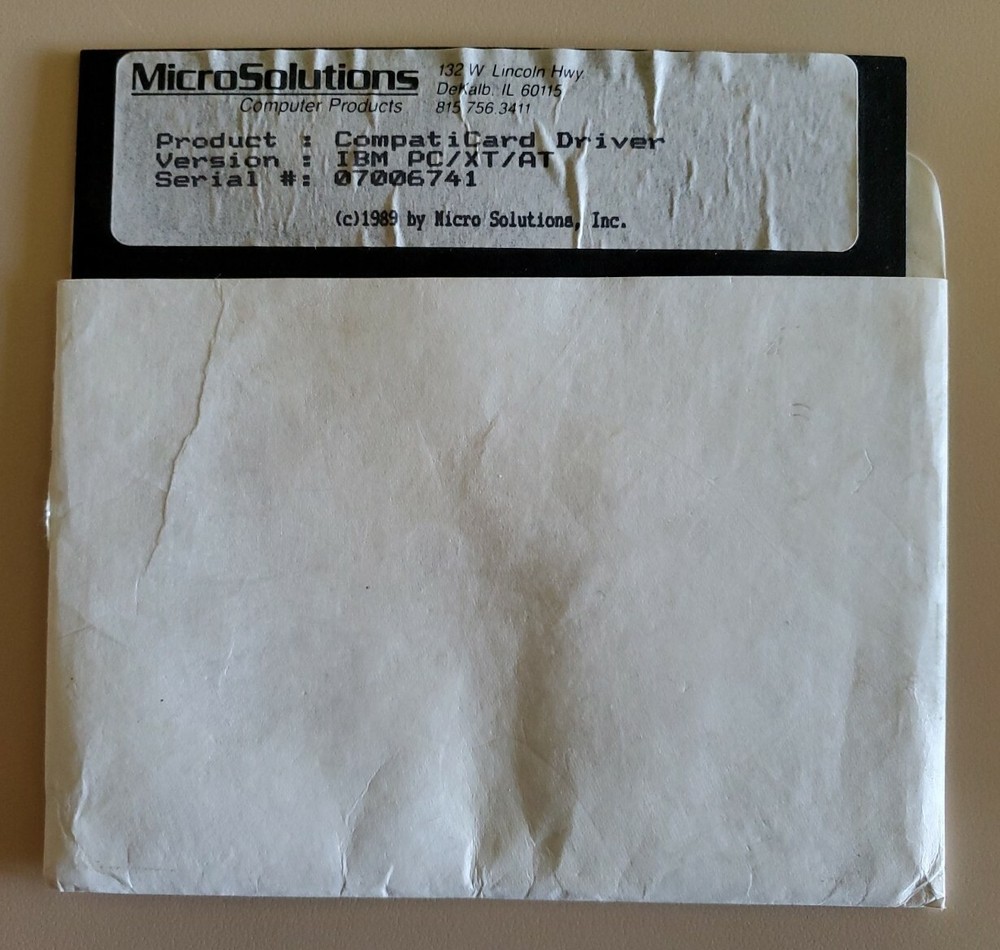 MicroSolutions
Computer Products
132 W Lincoln Hwy.
DeKalb, IL 60115
815 756.3411
Product : CompatiCard Driver
Version : IBM PC/XT/AT
Serial #: 07006741
(c)1989 by Micro Solutions, Inc.